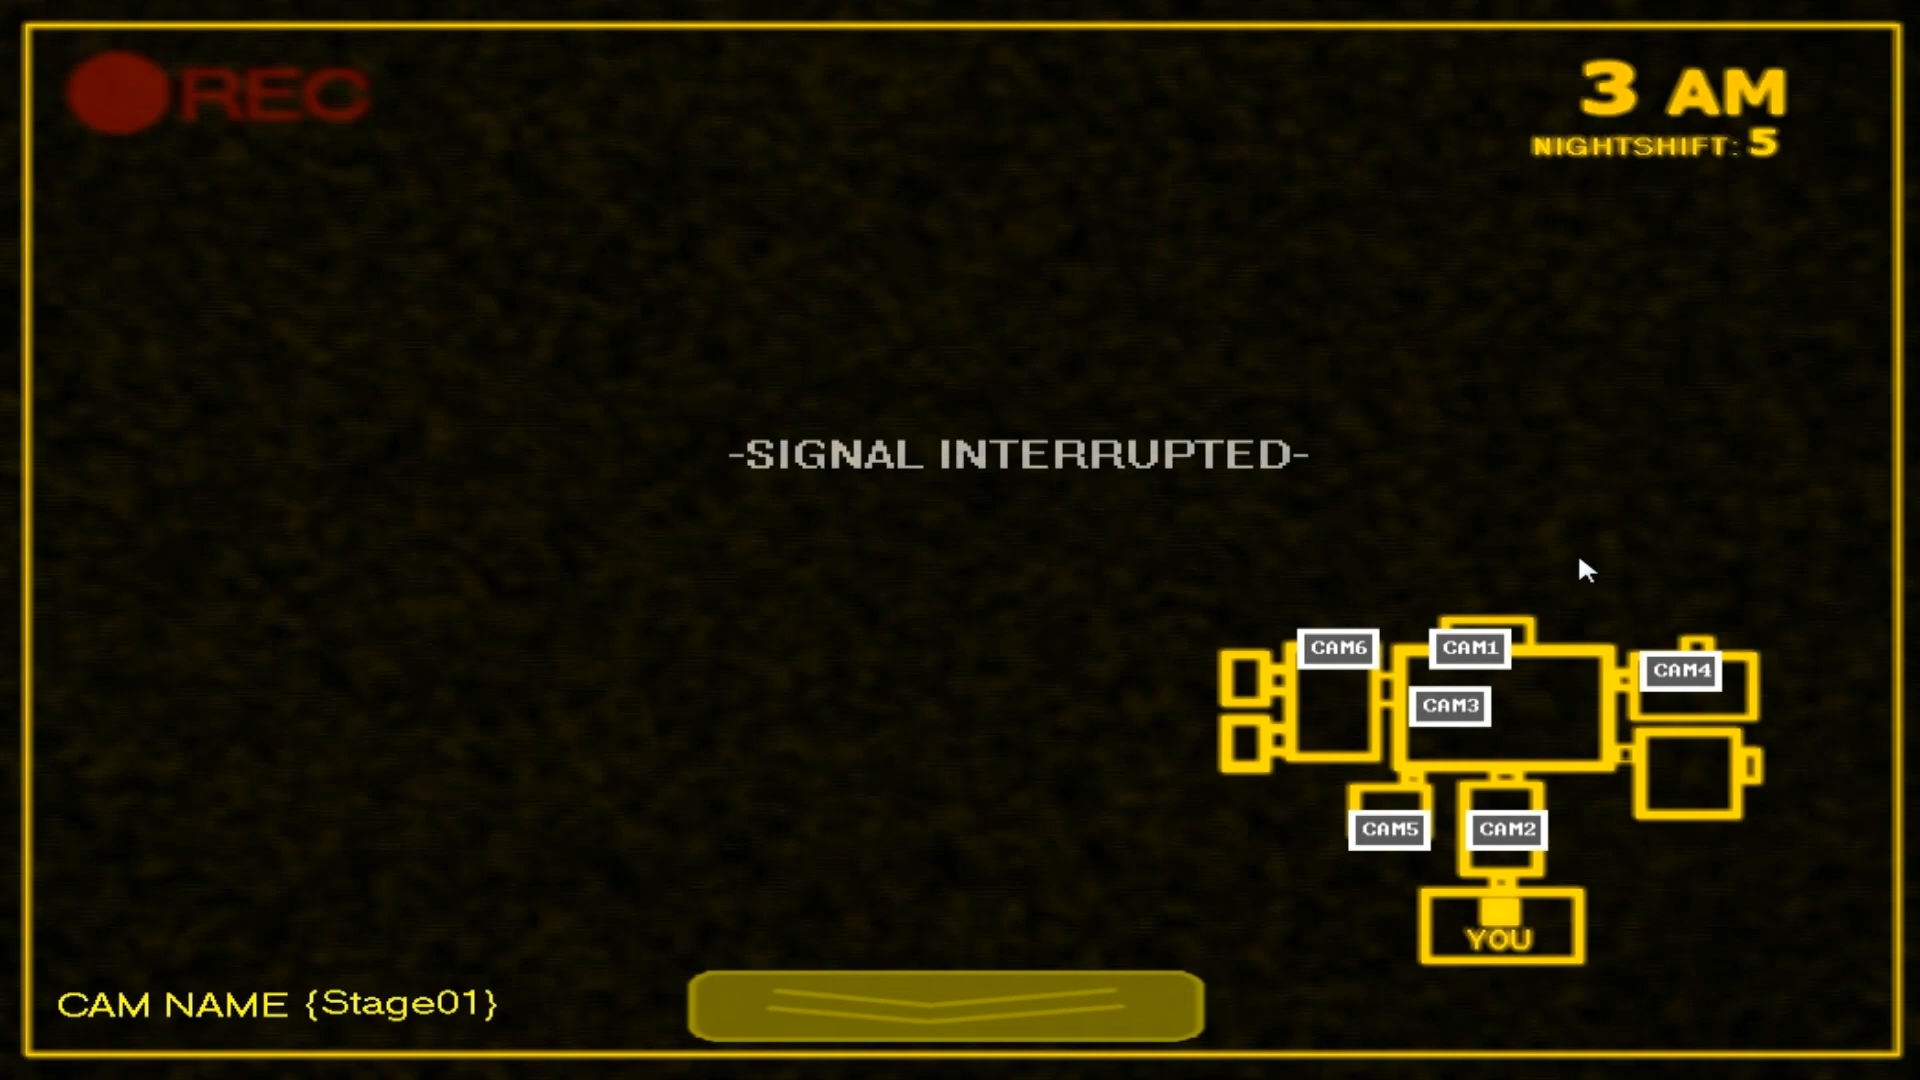 REC
3 AM
NIGHTSHIFT: 5
-SIGNAL INTERRUPTED-
CAM6
CAM1
CAM4
CAM3
CAM5
CAM2
YOU
CAM NAME {Stage01}